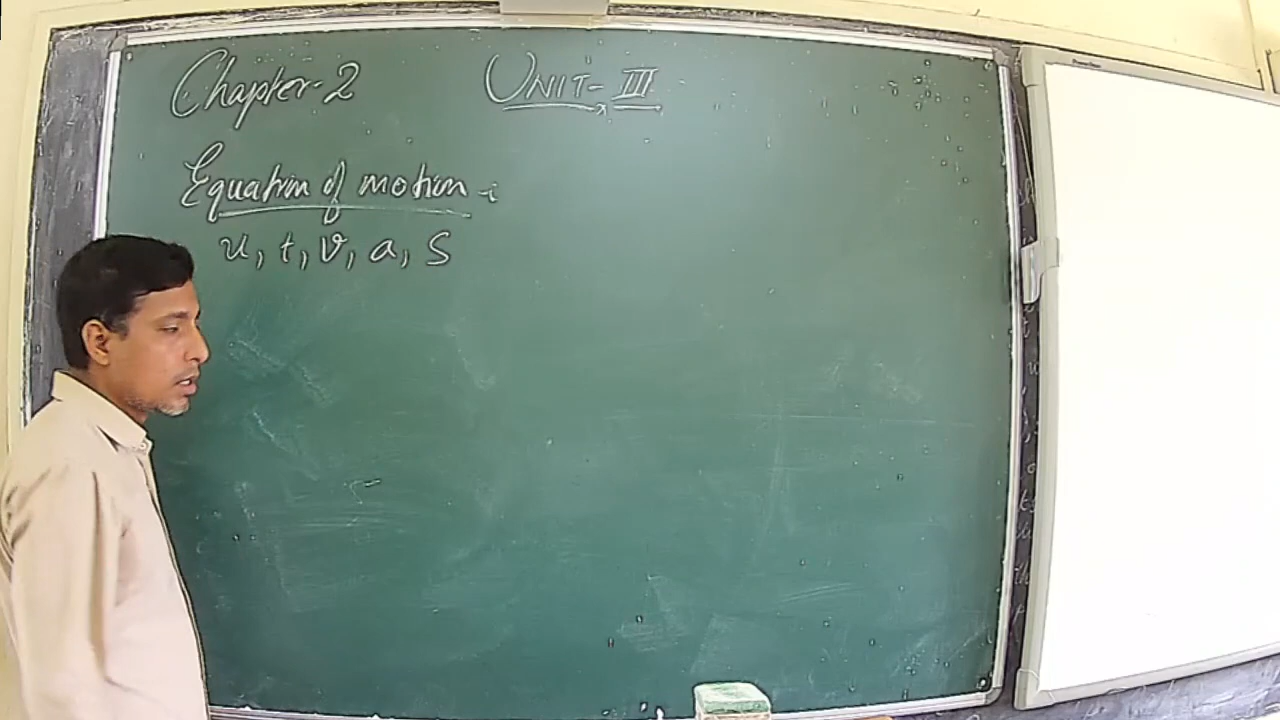 Chapter-2
UNIT-III
Equation of motion :-
u, t, v, a, S